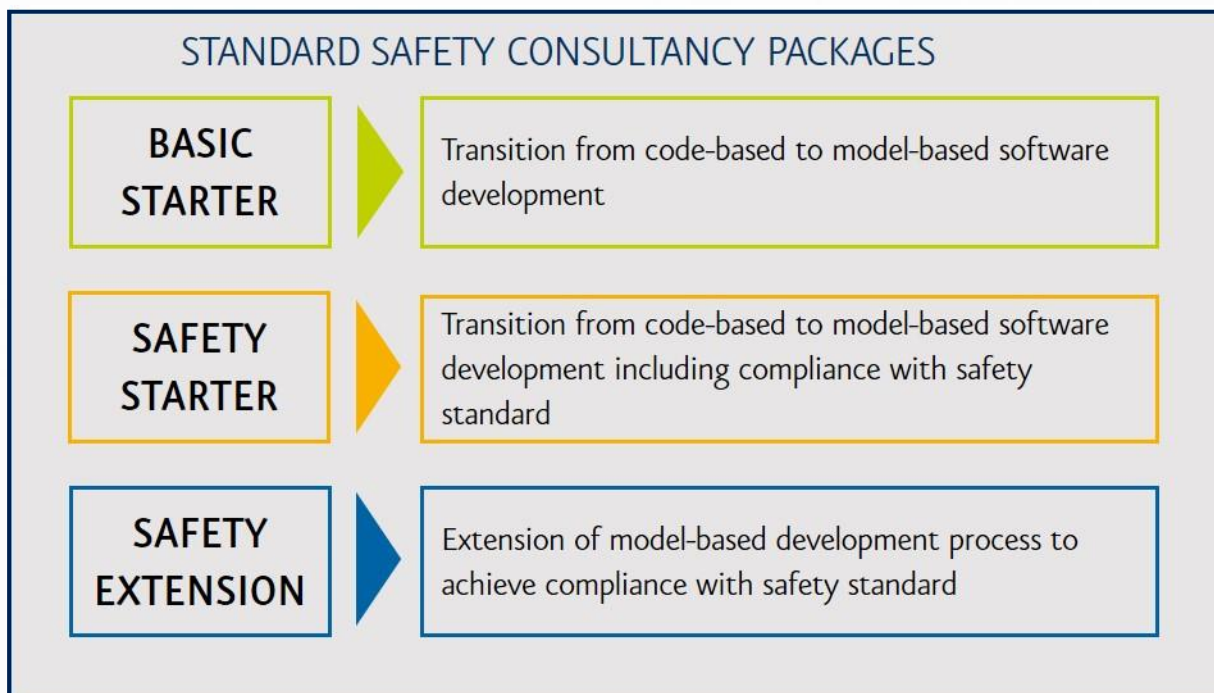 STANDARD SAFETY CONSULTANCY PACKAGES
BASIC
STARTER
Transition from code-based to model-based software
development
SAFETY
STARTER
Transition from code-based to model-based software
development including compliance with safety
standard
SAFETY
EXTENSION
Extension of model-based development process to
achieve compliance with safety standard